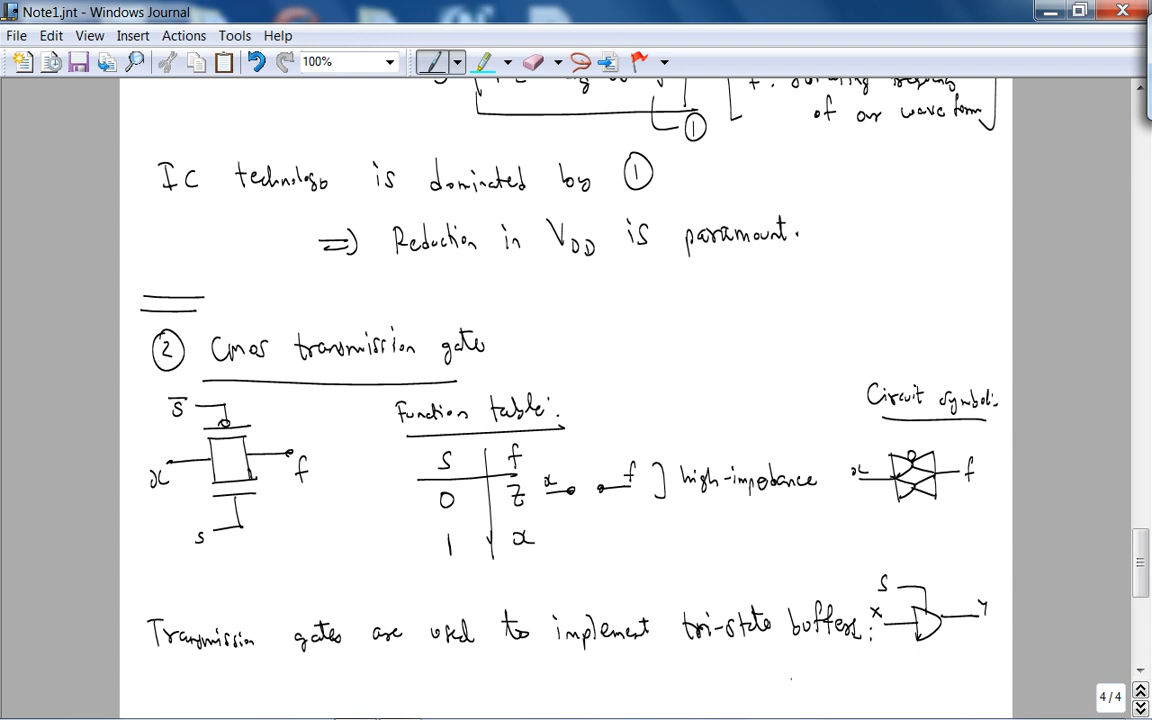 Note1.jnt - Windows Journal
File Edit View Insert Actions Tools Help
100%
of our waveform
1
IC technology is dominated by 1
=> Reduction in VDD is paramount.
2 CMOS transmission gate
S̅
x f
s
Function table:
S f
0 Z x f ] high-impedance
1 x
Circuit symbol:
x f
Transmission gates are used to implement tri-state buffers:
S
x Y
4 / 4